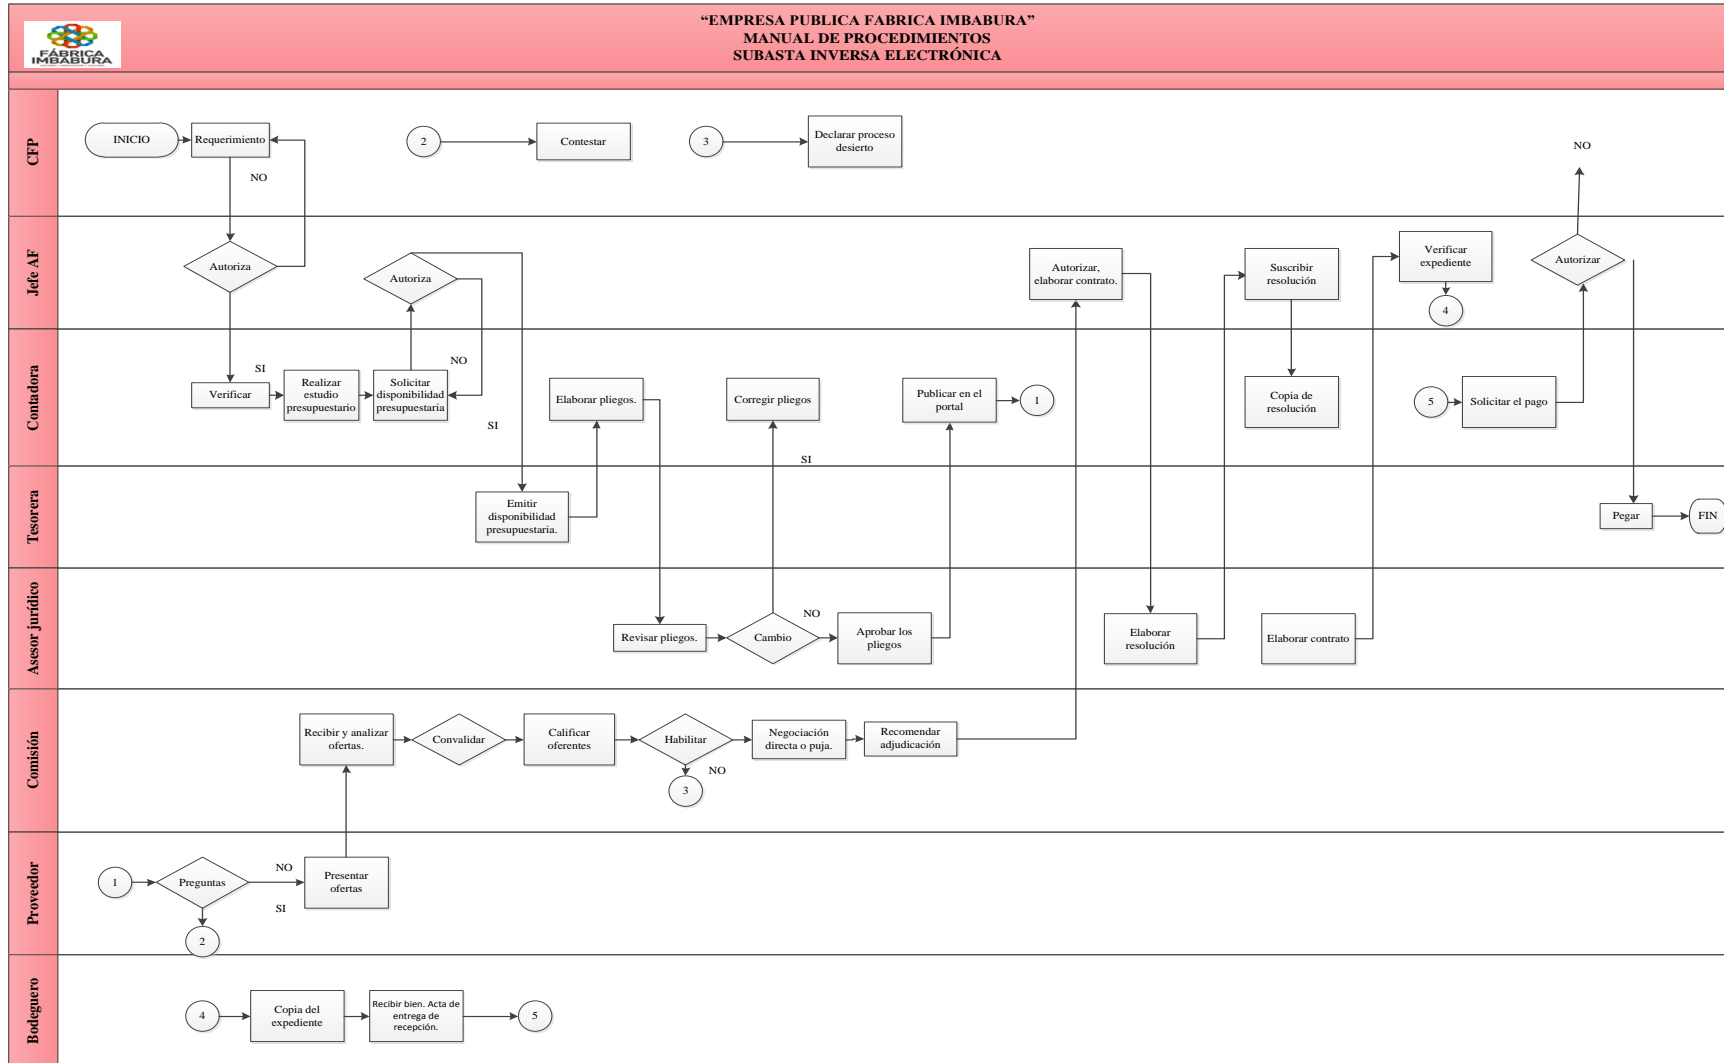 “EMPRESA PUBLICA FABRICA IMBABURA”
MANUAL DE PROCEDIMIENTOS
SUBASTA INVERSA ELECTRÓNICA
FÁBRICA
IMBABURA
CFP
INICIO
Requerimiento
NO
2
Contestar
3
Declarar proceso
desierto
NO
Jefe AF
Autoriza
Autoriza
Autorizar,
elaborar contrato.
Suscribir
resolución
Verificar
expediente
4
Autorizar
Contadora
SI
Verificar
Realizar
estudio
presupuestario
Solicitar
disponibilidad
presupuestaria
NO
SI
Elaborar pliegos.
Corregir pliegos
SI
Publicar en el
portal
1
Copia de
resolución
5
Solicitar el pago
Tesorera
Emitir
disponibilidad
presupuestaria.
Pegar
FIN
Asesor jurídico
Revisar pliegos.
Cambio
NO
Aprobar los
pliegos
Elaborar
resolución
Elaborar contrato
Comisión
Recibir y analizar
ofertas.
Convalidar
Calificar
oferentes
Habilitar
NO
3
Negociación
directa o puja.
Recomendar
adjudicación
Proveedor
1
Preguntas
NO
SI
2
Presentar
ofertas
Bodeguero
4
Copia del
expediente
Recibir bien. Acta de
entrega de
recepción.
5